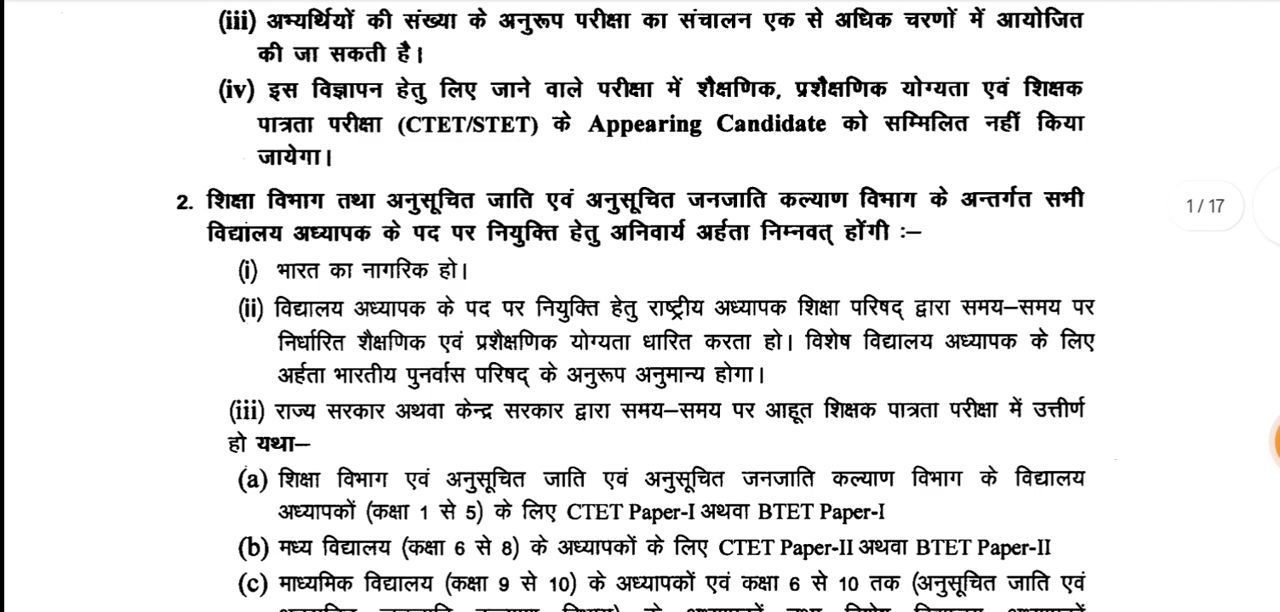 (iii) अभ्यर्थियों की संख्या के अनुरूप परीक्षा का संचालन एक से अधिक चरणों में आयोजित
की जा सकती है।
(iv) इस विज्ञापन हेतु लिए जाने वाले परीक्षा में शैक्षणिक, प्रशैक्षणिक योग्यता एवं शिक्षक
पात्रता परीक्षा (CTET/STET) के Appearing Candidate को सम्मिलित नहीं किया
जायेगा।
2. शिक्षा विभाग तथा अनुसूचित जाति एवं अनुसूचित जनजाति कल्याण विभाग के अन्तर्गत सभी
विद्यालय अध्यापक के पद पर नियुक्ति हेतु अनिवार्य अर्हता निम्नवत् होंगी :–
1 / 17
(i) भारत का नागरिक हो।
(ii) विद्यालय अध्यापक के पद पर नियुक्ति हेतु राष्ट्रीय अध्यापक शिक्षा परिषद् द्वारा समय–समय पर
निर्धारित शैक्षणिक एवं प्रशैक्षणिक योग्यता धारित करता हो। विशेष विद्यालय अध्यापक के लिए
अर्हता भारतीय पुनर्वास परिषद् के अनुरूप अनुमान्य होगा।
(iii) राज्य सरकार अथवा केन्द्र सरकार द्वारा समय–समय पर आहूत शिक्षक पात्रता परीक्षा में उत्तीर्ण
हो यथा–
(a) शिक्षा विभाग एवं अनुसूचित जाति एवं अनुसूचित जनजाति कल्याण विभाग के विद्यालय
अध्यापकों (कक्षा 1 से 5) के लिए CTET Paper-I अथवा BTET Paper-I
(b) मध्य विद्यालय (कक्षा 6 से 8) के अध्यापकों के लिए CTET Paper-II अथवा BTET Paper-II
(c) माध्यमिक विद्यालय (कक्षा 9 से 10) के अध्यापकों एवं कक्षा 6 से 10 तक (अनुसूचित जाति एवं